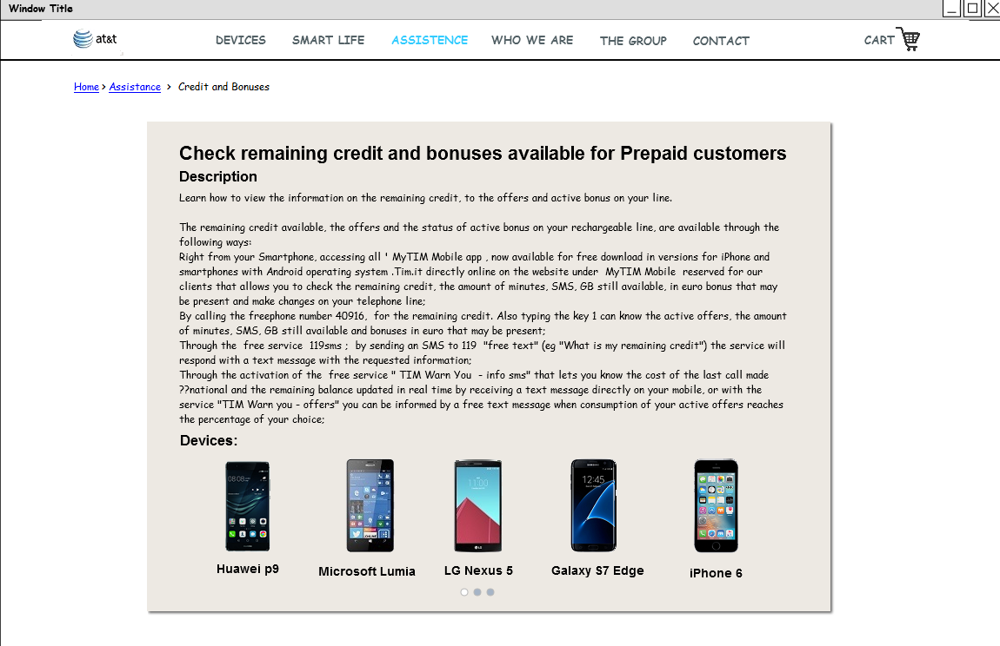 Window Title
at&t
DEVICES SMART LIFE ASSISTENCE WHO WE ARE THE GROUP CONTACT CART
Home > Assistance > Credit and Bonuses
Check remaining credit and bonuses available for Prepaid customers
Description
Learn how to view the information on the remaining credit, to the offers and active bonus on your line.
The remaining credit available, the offers and the status of active bonus on your rechargeable line, are available through the
following ways:
Right from your Smartphone, accessing all ' MyTIM Mobile app , now available for free download in versions for iPhone and
smartphones with Android operating system .Tim.it directly online on the website under MyTIM Mobile reserved for our
clients that allows you to check the remaining credit, the amount of minutes, SMS, GB still available, in euro bonus that may
be present and make changes on your telephone line;
By calling the freephone number 40916, for the remaining credit. Also typing the key 1 can know the active offers, the amount
of minutes, SMS, GB still available and bonuses in euro that may be present;
Through the free service 119sms ; by sending an SMS to 119 "free text" (eg "What is my remaining credit") the service will
respond with a text message with the requested information;
Through the activation of the free service " TIM Warn You - info sms" that lets you know the cost of the last call made
??national and the remaining balance updated in real time by receiving a text message directly on your mobile, or with the
service "TIM Warn you - offers" you can be informed by a free text message when consumption of your active offers reaches
the percentage of your choice;
Devices:
08:08
11:00
12:45
LG
Huawei p9
Microsoft Lumia
LG Nexus 5
Galaxy S7 Edge
iPhone 6